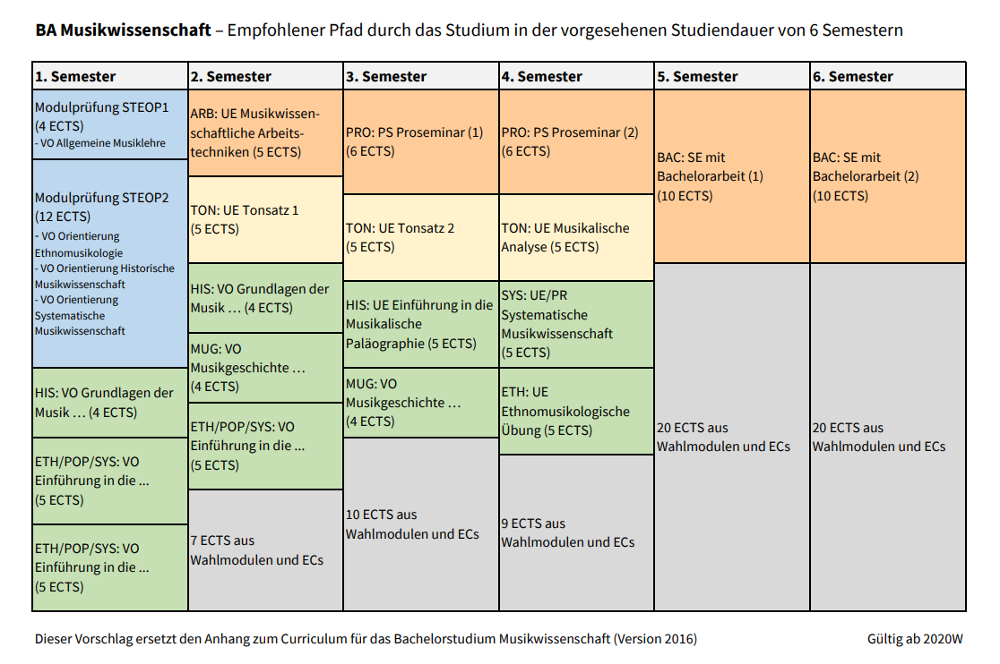 BA Musikwissenschaft – Empfohlener Pfad durch das Studium in der vorgesehenen Studiendauer von 6 Semestern
1. Semester
Modulprüfung STEOP1
(4 ECTS)
- VO Allgemeine Musiklehre
Modulprüfung STEOP2
(12 ECTS)
- VO Orientierung
Ethnomusikologie
- VO Orientierung Historische
Musikwissenschaft
- VO Orientierung
Systematische
Musikwissenschaft
HIS: VO Grundlagen der
Musik … (4 ECTS)
ETH/POP/SYS: VO
Einführung in die ...
(5 ECTS)
ETH/POP/SYS: VO
Einführung in die ...
(5 ECTS)
2. Semester
ARB: UE Musikwissen-
schaftliche Arbeits-
techniken (5 ECTS)
TON: UE Tonsatz 1
(5 ECTS)
HIS: VO Grundlagen der
Musik … (4 ECTS)
MUG: VO
Musikgeschichte …
(4 ECTS)
ETH/POP/SYS: VO
Einführung in die ...
(5 ECTS)
7 ECTS aus
Wahlmodulen und ECs
3. Semester
PRO: PS Proseminar (1)
(6 ECTS)
TON: UE Tonsatz 2
(5 ECTS)
HIS: UE Einführung in die
Musikalische
Paläographie (5 ECTS)
MUG: VO
Musikgeschichte …
(4 ECTS)
10 ECTS aus
Wahlmodulen und ECs
4. Semester
PRO: PS Proseminar (2)
(6 ECTS)
TON: UE Musikalische
Analyse (5 ECTS)
SYS: UE/PR
Systematische
Musikwissenschaft
(5 ECTS)
ETH: UE
Ethnomusikologische
Übung (5 ECTS)
9 ECTS aus
Wahlmodulen und ECs
5. Semester
BAC: SE mit
Bachelorarbeit (1)
(10 ECTS)
20 ECTS aus
Wahlmodulen und ECs
6. Semester
BAC: SE mit
Bachelorarbeit (2)
(10 ECTS)
20 ECTS aus
Wahlmodulen und ECs
Dieser Vorschlag ersetzt den Anhang zum Curriculum für das Bachelorstudium Musikwissenschaft (Version 2016)
Gültig ab 2020W